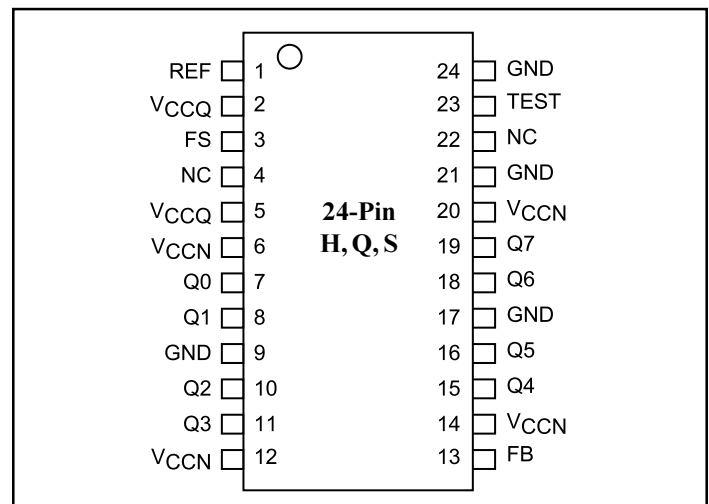 REF 1 24 GND
VCCQ 2 23 TEST
FS 3 22 NC
NC 4 21 GND
VCCQ 5 24-Pin 20 VCCN
VCCN 6 H, Q, S 19 Q7
Q0 7 18 Q6
Q1 8 17 GND
GND 9 16 Q5
Q2 10 15 Q4
Q3 11 14 VCCN
VCCN 12 13 FB